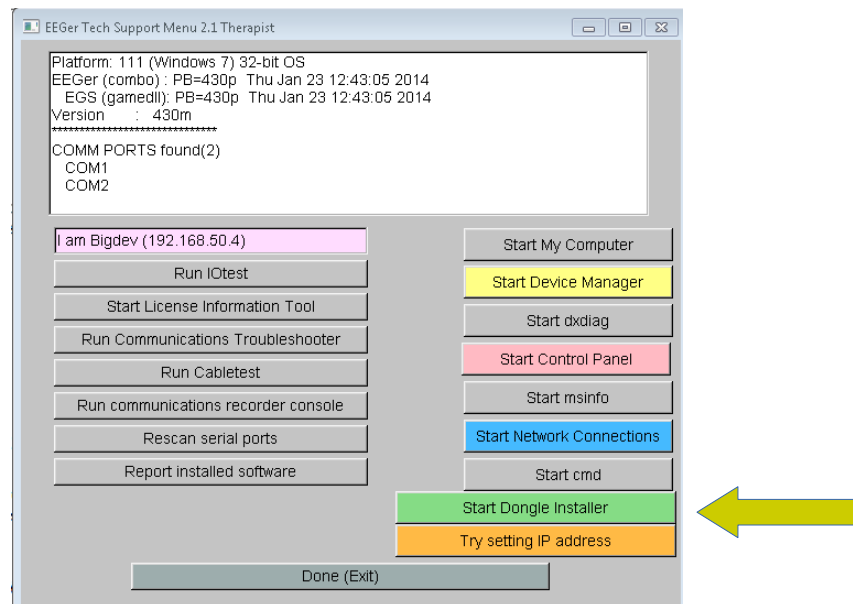 EEGer Tech Support Menu 2.1 Therapist
Platform: 111 (Windows 7) 32-bit OS
EEGer (combo) : PB=430p Thu Jan 23 12:43:05 2014
EGS (gamedll): PB=430p Thu Jan 23 12:43:05 2014
Version : 430m
******************************
COMM PORTS found(2)
COM1
COM2
I am Bigdev (192.168.50.4)
Run IOtest
Start License Information Tool
Run Communications Troubleshooter
Run Cabletest
Run communications recorder console
Rescan serial ports
Report installed software
Start My Computer
Start Device Manager
Start dxdiag
Start Control Panel
Start msinfo
Start Network Connections
Start cmd
Start Dongle Installer
Try setting IP address
Done (Exit)